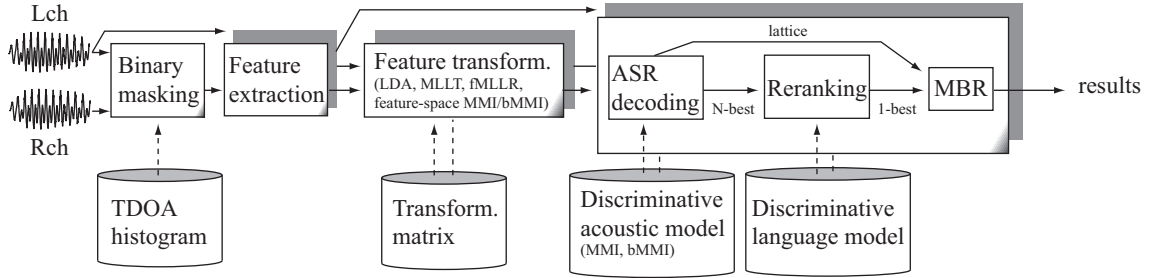 Lch
Rch
Binary
masking
Feature
extraction
Feature transform.
(LDA, MLLT, fMLLR,
feature-space MMI/bMMI)
ASR
decoding
N-best
lattice
Reranking
1-best
MBR
results
TDOA
histogram
Transform.
matrix
Discriminative
acoustic model
(MMI, bMMI)
Discriminative
language model